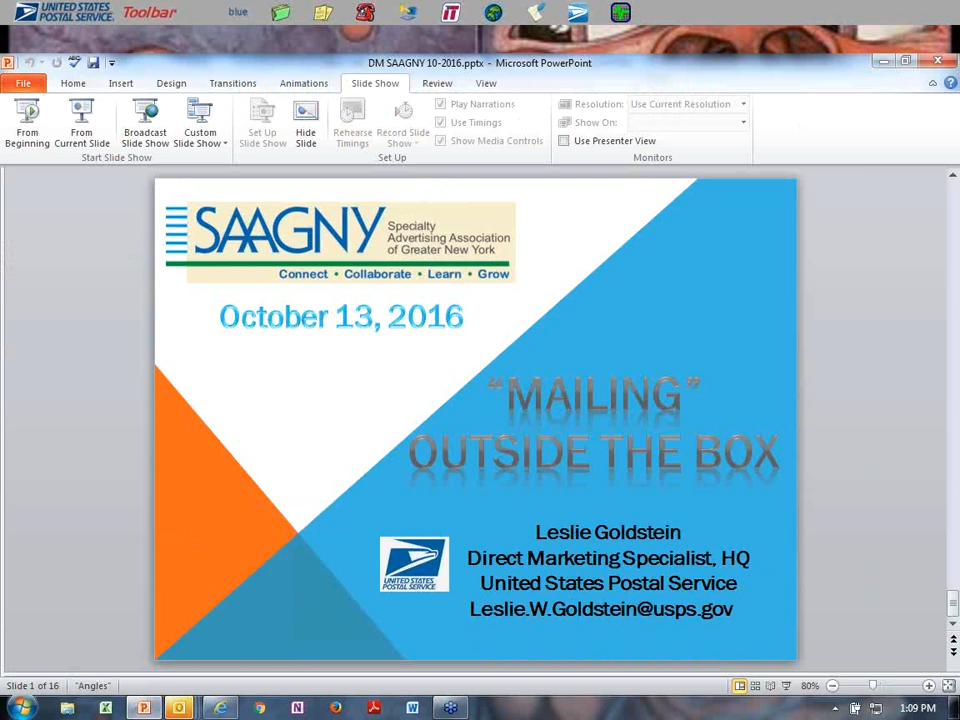 UNITED STATES
POSTAL SERVICE.
Toolbar
blue
DM SAAGNY 10-2016.pptx - Microsoft PowerPoint
File Home Insert Design Transitions Animations Slide Show Review View
From Beginning
From Current Slide
Broadcast Slide Show
Custom Slide Show
Start Slide Show
Set Up Slide Show
Hide Slide
Rehearse Timings
Record Slide Show
Play Narrations
Use Timings
Show Media Controls
Set Up
Resolution: Use Current Resolution
Show On:
Use Presenter View
Monitors
SAAGNY
Specialty
Advertising Association
of Greater New York
Connect • Collaborate • Learn • Grow
October 13, 2016
“MAILING”
OUTSIDE THE BOX
UNITED STATES
POSTAL SERVICE
Leslie Goldstein
Direct Marketing Specialist, HQ
United States Postal Service
Leslie.W.Goldstein@usps.gov
Slide 1 of 16 "Angles" 80%
1:09 PM